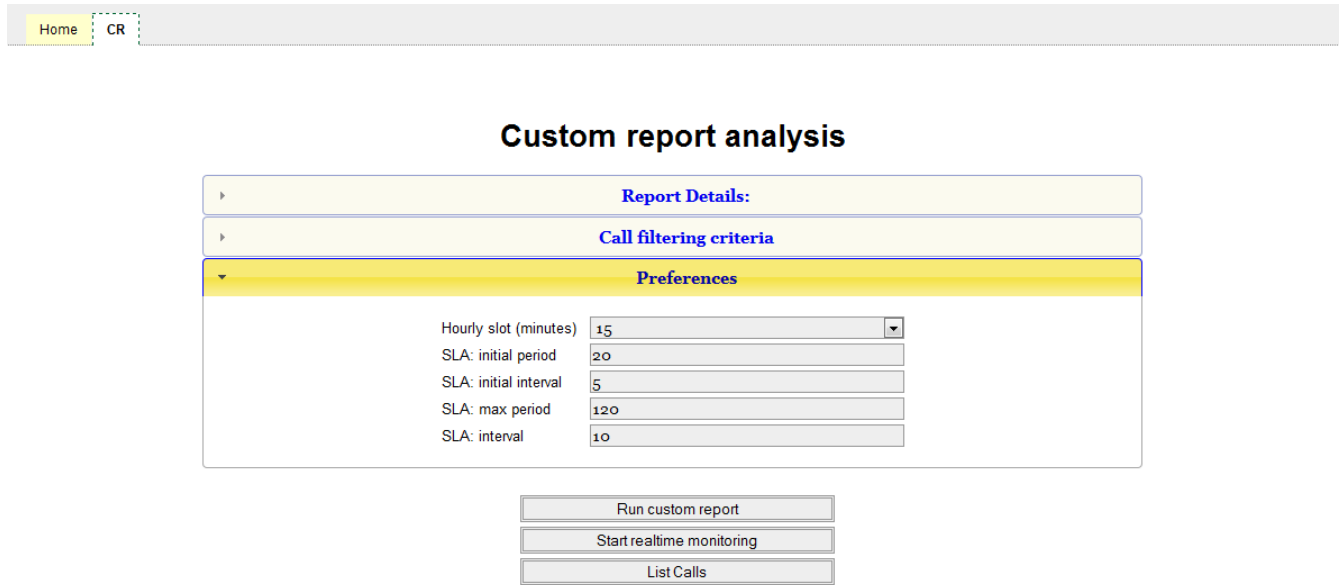 Home CR
Custom report analysis
Report Details:
Call filtering criteria
Preferences
Hourly slot (minutes) 15
SLA: initial period 20
SLA: initial interval 5
SLA: max period 120
SLA: interval 10
Run custom report
Start realtime monitoring
List Calls